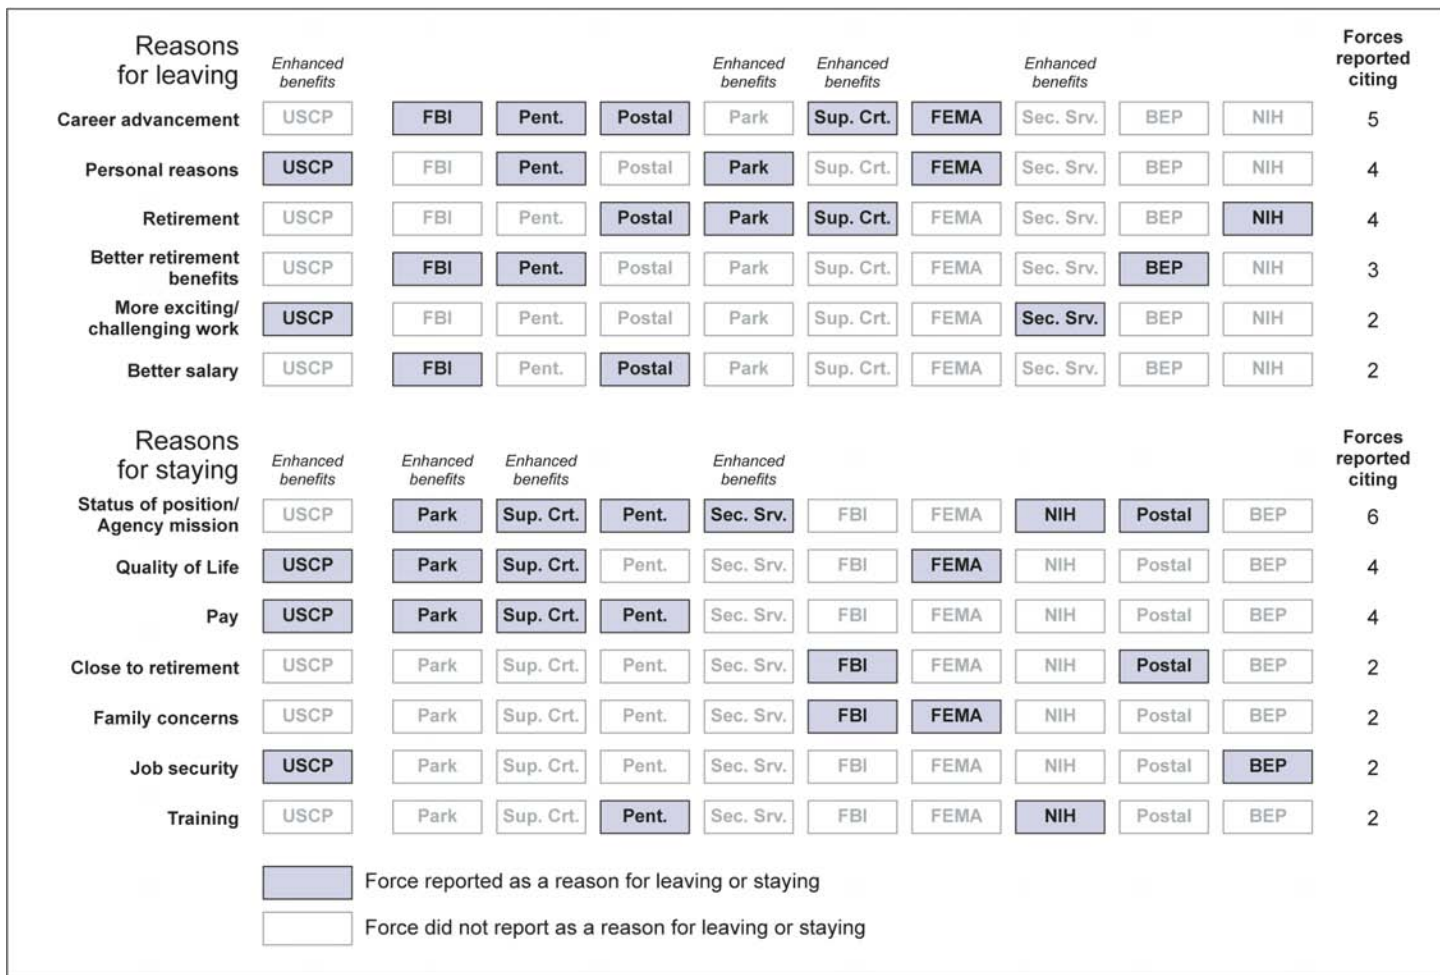 Reasons
for leaving
Enhanced
benefits
Enhanced
benefits
Enhanced
benefits
Enhanced
benefits
Forces
reported
citing
Career advancement USCP FBI Pent. Postal Park Sup. Crt. FEMA Sec. Srv. BEP NIH 5
Personal reasons USCP FBI Pent. Postal Park Sup. Crt. FEMA Sec. Srv. BEP NIH 4
Retirement USCP FBI Pent. Postal Park Sup. Crt. FEMA Sec. Srv. BEP NIH 4
Better retirement
benefits USCP FBI Pent. Postal Park Sup. Crt. FEMA Sec. Srv. BEP NIH 3
More exciting/
challenging work USCP FBI Pent. Postal Park Sup. Crt. FEMA Sec. Srv. BEP NIH 2
Better salary USCP FBI Pent. Postal Park Sup. Crt. FEMA Sec. Srv. BEP NIH 2
Reasons
for staying
Enhanced
benefits
Enhanced
benefits
Enhanced
benefits
Enhanced
benefits
Forces
reported
citing
Status of position/
Agency mission USCP Park Sup. Crt. Pent. Sec. Srv. FBI FEMA NIH Postal BEP 6
Quality of Life USCP Park Sup. Crt. Pent. Sec. Srv. FBI FEMA NIH Postal BEP 4
Pay USCP Park Sup. Crt. Pent. Sec. Srv. FBI FEMA NIH Postal BEP 4
Close to retirement USCP Park Sup. Crt. Pent. Sec. Srv. FBI FEMA NIH Postal BEP 2
Family concerns USCP Park Sup. Crt. Pent. Sec. Srv. FBI FEMA NIH Postal BEP 2
Job security USCP Park Sup. Crt. Pent. Sec. Srv. FBI FEMA NIH Postal BEP 2
Training USCP Park Sup. Crt. Pent. Sec. Srv. FBI FEMA NIH Postal BEP 2
Force reported as a reason for leaving or staying
Force did not report as a reason for leaving or staying